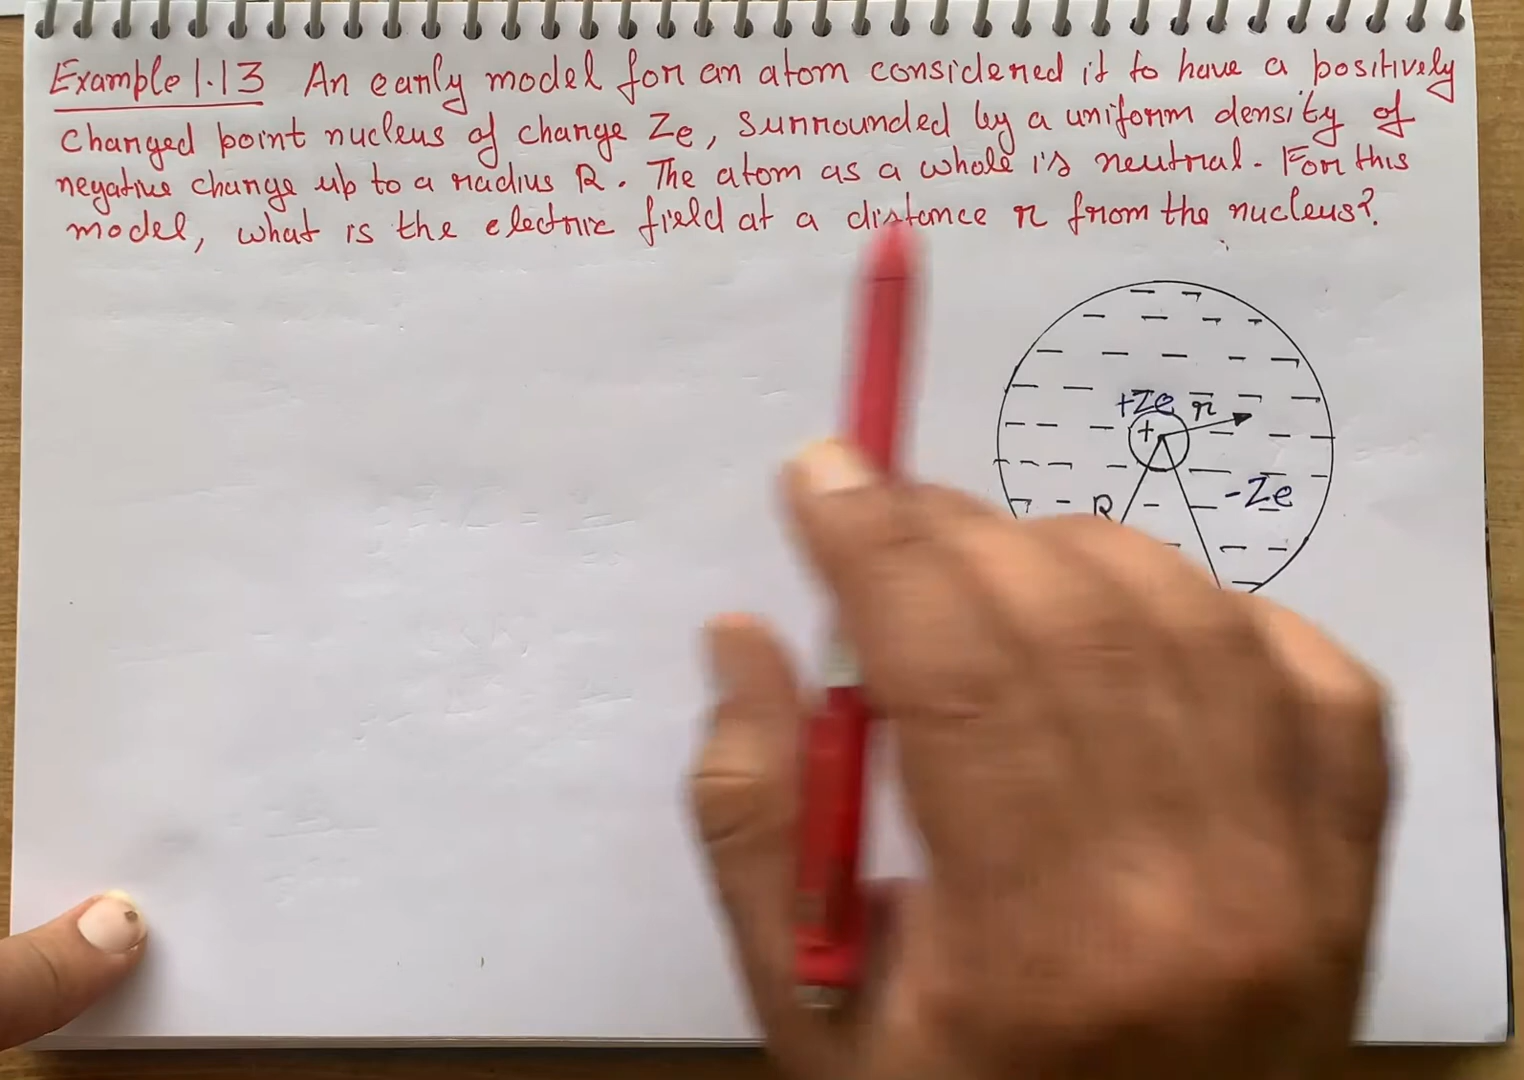 Example 1.13 An early model for an atom considered it to have a positively
charged point nucleus of charge Ze, surrounded by a uniform density of
negative charge up to a radius R. The atom as a whole is neutral. For this
model, what is the electric field at a distance r from the nucleus?
+Ze r
+
-Ze
R